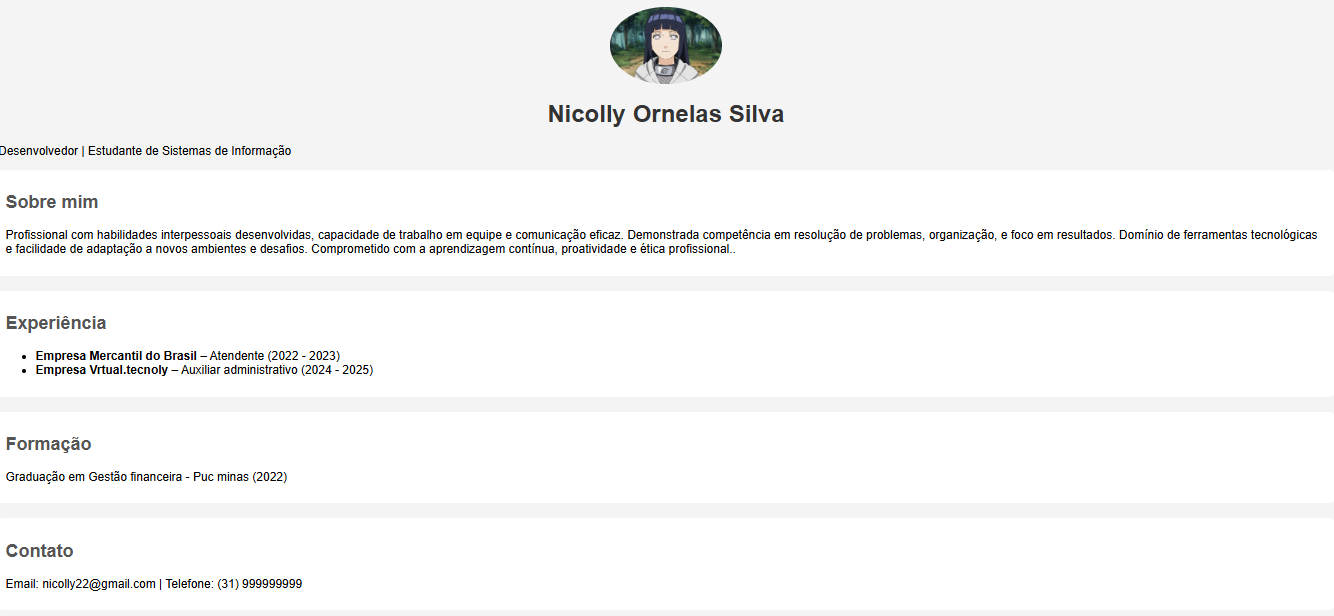 Nicolly Ornelas Silva
Desenvolvedor | Estudante de Sistemas de Informação
Sobre mim
Profissional com habilidades interpessoais desenvolvidas, capacidade de trabalho em equipe e comunicação eficaz. Demonstrada competência em resolução de problemas, organização, e foco em resultados. Domínio de ferramentas tecnológicas
e facilidade de adaptação a novos ambientes e desafios. Comprometido com a aprendizagem contínua, proatividade e ética profissional..
Experiência
• Empresa Mercantil do Brasil – Atendente (2022 - 2023)
• Empresa Vrtual.tecnoly – Auxiliar administrativo (2024 - 2025)
Formação
Graduação em Gestão financeira - Puc minas (2022)
Contato
Email: nicolly22@gmail.com | Telefone: (31) 999999999